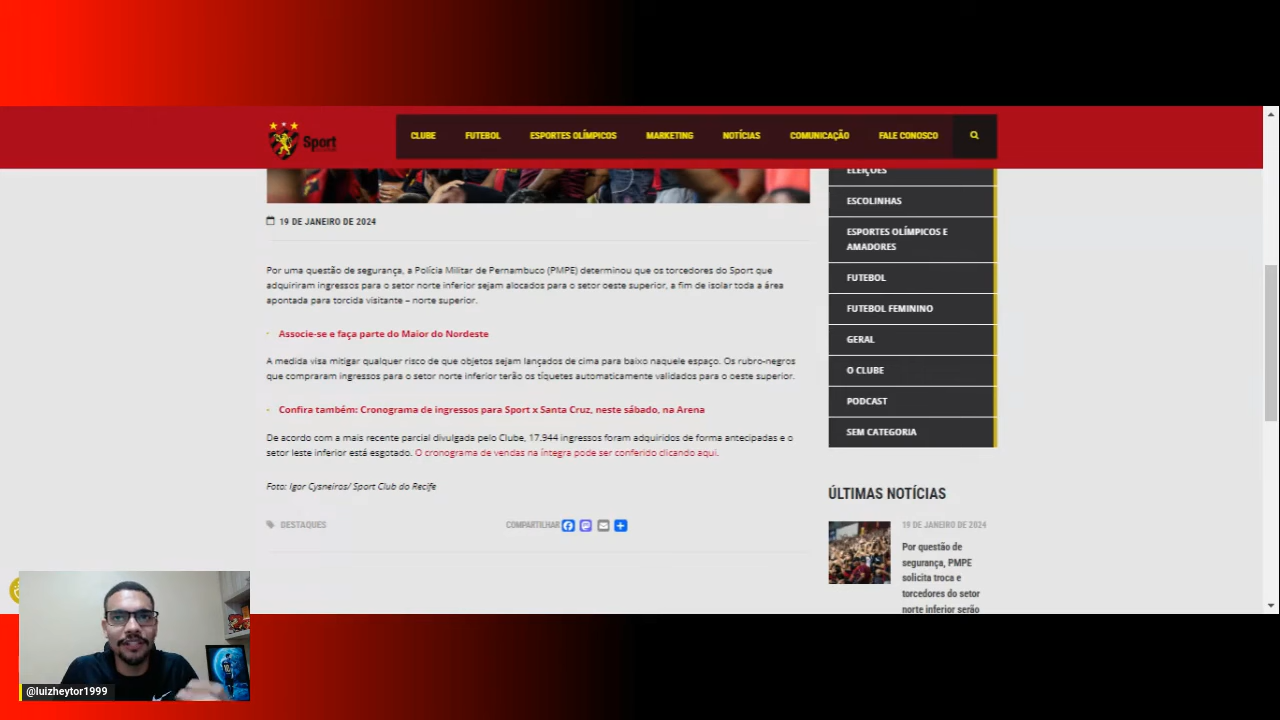 Sport
CLUBE
FUTEBOL
ESPORTES OLÍMPICOS
MARKETING
NOTÍCIAS
COMUNICAÇÃO
FALE CONOSCO
19 DE JANEIRO DE 2024
Por uma questão de segurança, a Polícia Militar de Pernambuco (PMPE) determinou que os torcedores do Sport que
adquiriram ingressos para o setor norte inferior sejam alocados para o setor oeste superior, a fim de isolar toda a área
apontada para torcida visitante – norte superior.
Associe-se e faça parte do Maior do Nordeste
A medida visa mitigar qualquer risco de que objetos sejam lançados de cima para baixo naquele espaço. Os rubro-negros
que compraram ingressos para o setor norte inferior terão os tíquetes automaticamente validados para o oeste superior.
Confira também: Cronograma de ingressos para Sport x Santa Cruz, neste sábado, na Arena
De acordo com a mais recente parcial divulgada pelo Clube, 17.944 ingressos foram adquiridos de forma antecipadas e o
setor leste inferior está esgotado. O cronograma de vendas na íntegra pode ser conferido clicando aqui.
Foto: Igor Cysneiros/ Sport Club do Recife
DESTAQUES
COMPARTILHAR
ELEIÇÕES
ESCOLINHAS
ESPORTES OLÍMPICOS E
AMADORES
FUTEBOL
FUTEBOL FEMININO
GERAL
O CLUBE
PODCAST
SEM CATEGORIA
ÚLTIMAS NOTÍCIAS
19 DE JANEIRO DE 2024
Por questão de
segurança, PMPE
solicita troca e
torcedores do setor
norte inferior serão
@luizheytor1999